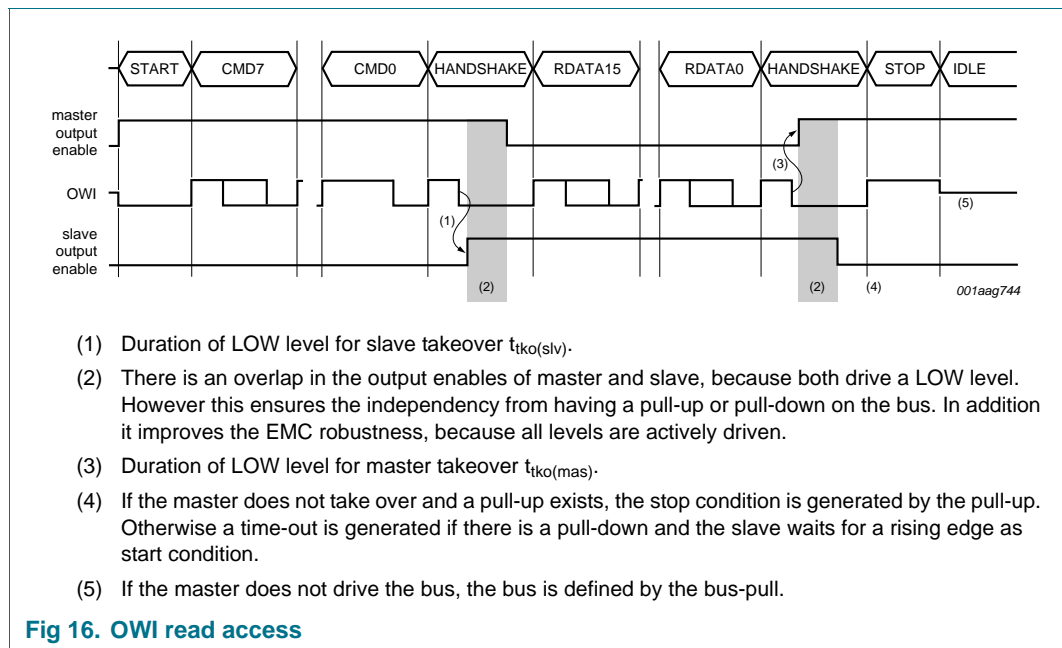 START CMD7 CMD0 HANDSHAKE RDATA15 RDATA0 HANDSHAKE STOP IDLE
master
output
enable
(3)
OWI
(5)
(1)
slave
output
enable
(2) (2) (4)
001aag744
(1) Duration of LOW level for slave takeover ttko(slv).
(2) There is an overlap in the output enables of master and slave, because both drive a LOW level.
However this ensures the independency from having a pull-up or pull-down on the bus. In addition
it improves the EMC robustness, because all levels are actively driven.
(3) Duration of LOW level for master takeover ttko(mas).
(4) If the master does not take over and a pull-up exists, the stop condition is generated by the pull-up.
Otherwise a time-out is generated if there is a pull-down and the slave waits for a rising edge as
start condition.
(5) If the master does not drive the bus, the bus is defined by the bus-pull.
Fig 16. OWI read access